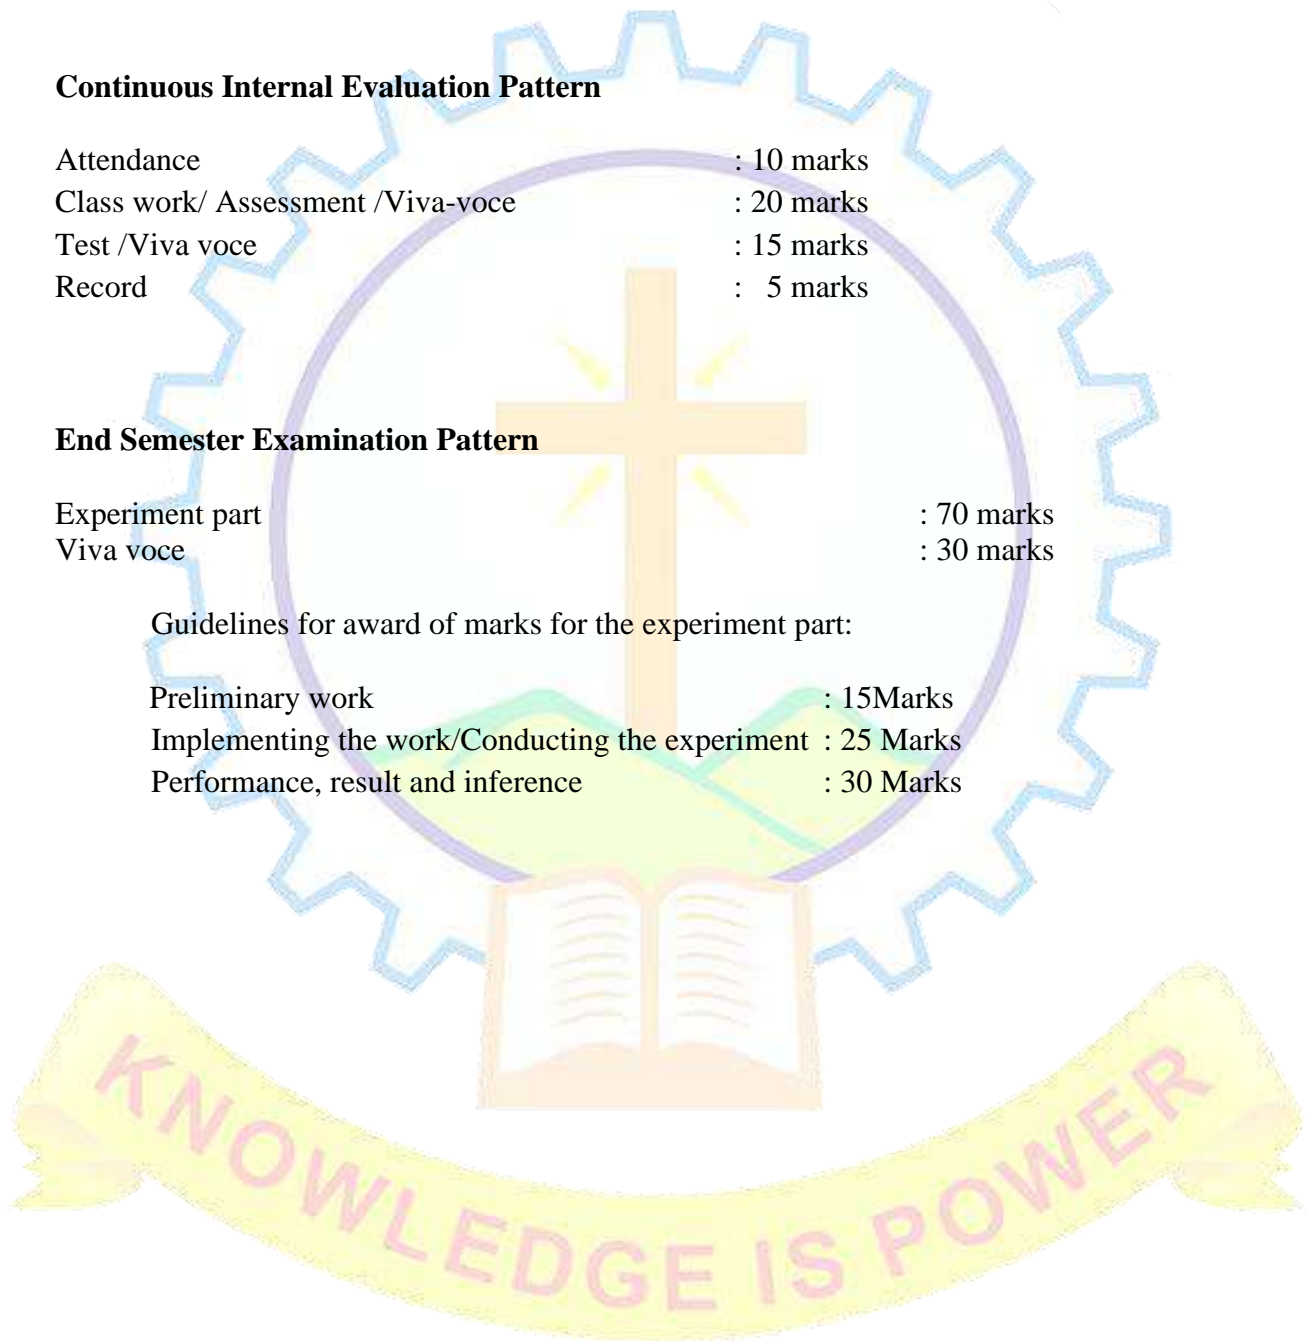 Continuous Internal Evaluation Pattern
Attendance : 10 marks
Class work/ Assessment /Viva-voce : 20 marks
Test /Viva voce : 15 marks
Record : 5 marks
End Semester Examination Pattern
Experiment part : 70 marks
Viva voce : 30 marks
Guidelines for award of marks for the experiment part:
Preliminary work : 15Marks
Implementing the work/Conducting the experiment : 25 Marks
Performance, result and inference : 30 Marks
KNOWLEDGE IS POWER